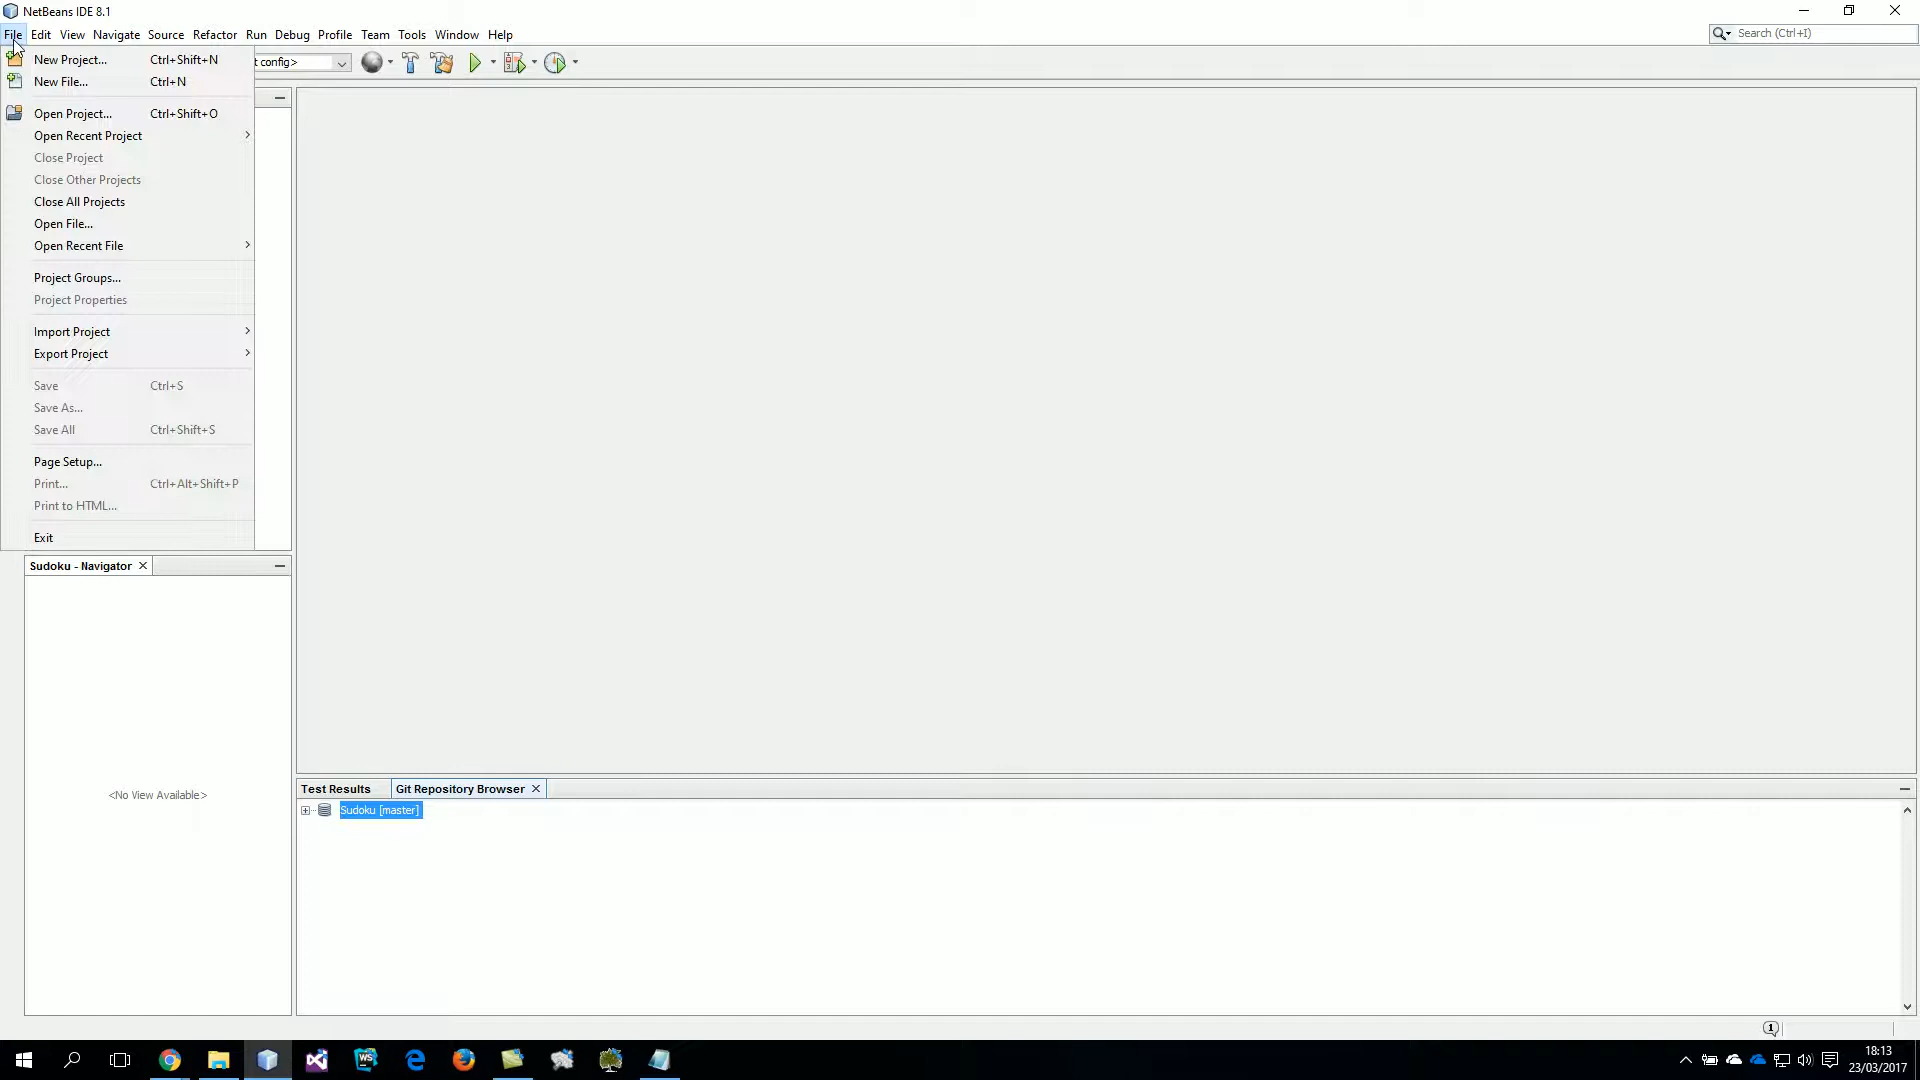 NetBeans IDE 8.1
File Edit View Navigate Source Refactor Run Debug Profile Team Tools Window Help
Search (Ctrl+I)
New Project... Ctrl+Shift+N
t config>
New File... Ctrl+N
Open Project... Ctrl+Shift+O
Open Recent Project
Close Project
Close Other Projects
Close All Projects
Open File...
Open Recent File
Project Groups...
Project Properties
Import Project
Export Project
Save Ctrl+S
Save As...
Save All Ctrl+Shift+S
Page Setup...
Print... Ctrl+Alt+Shift+P
Print to HTML...
Exit
Sudoku - Navigator
<No View Available>
Test Results Git Repository Browser
Sudoku [master]
1
WS
18:13
23/03/2017